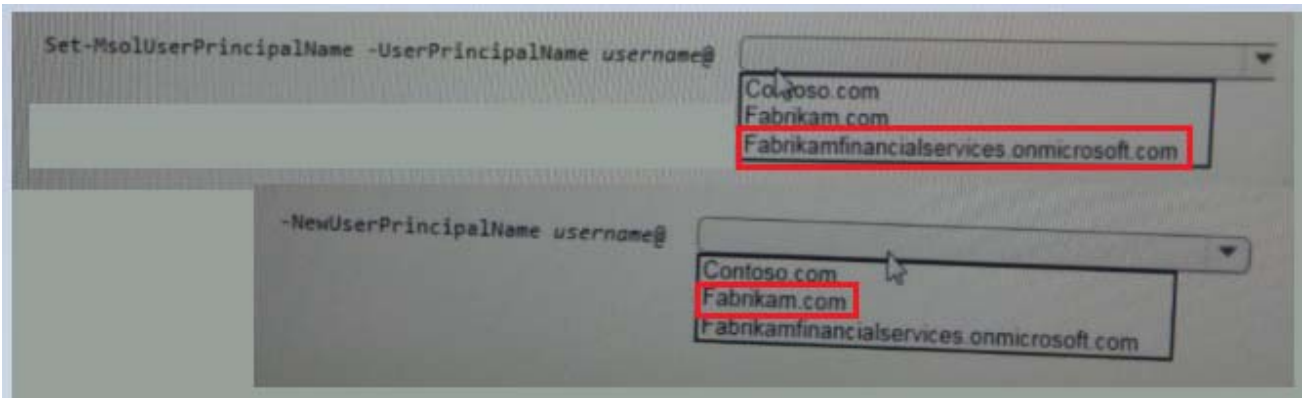 Set-MsolUserPrincipalName -UserPrincipalName username@
Contoso.com
Fabrikam.com
Fabrikamfinancialservices.onmicrosoft.com
-NewUserPrincipalName username@
Contoso.com
Fabrikam.com
Fabrikamfinancialservices.onmicrosoft.com